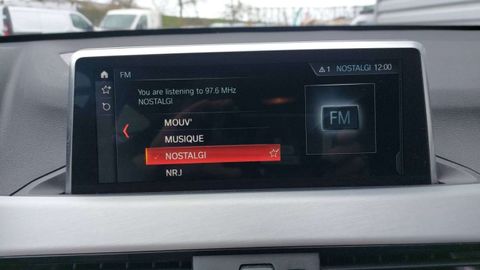 FM
1 NOSTALGI 12:00
You are listening to 97.6 MHz
NOSTALGI
MOUV'
MUSIQUE
NOSTALGI
NRJ
FM